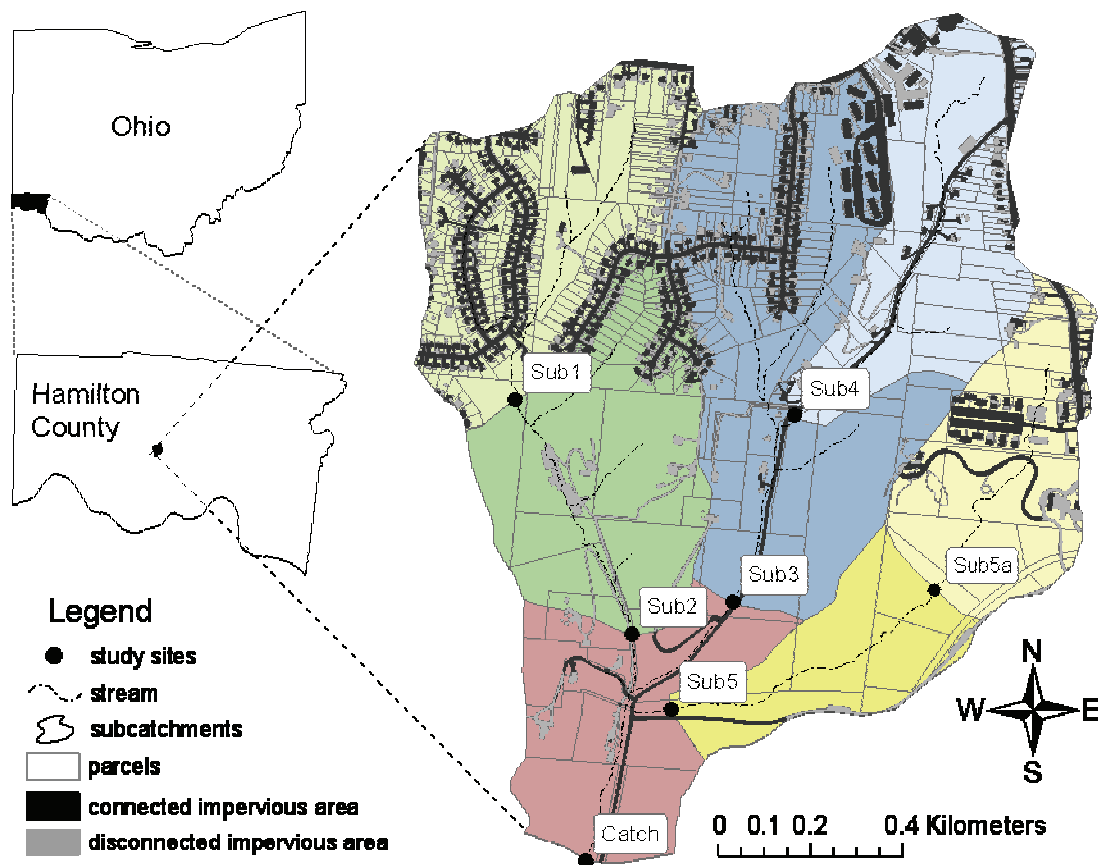 Ohio
Hamilton
County
Sub1
Sub4
Sub5a
Sub3
Sub2
Sub5
Catch
Legend
study sites
stream
subcatchments
parcels
connected impervious area
disconnected impervious area
N
W E
S
0 0.1 0.2 0.4 Kilometers